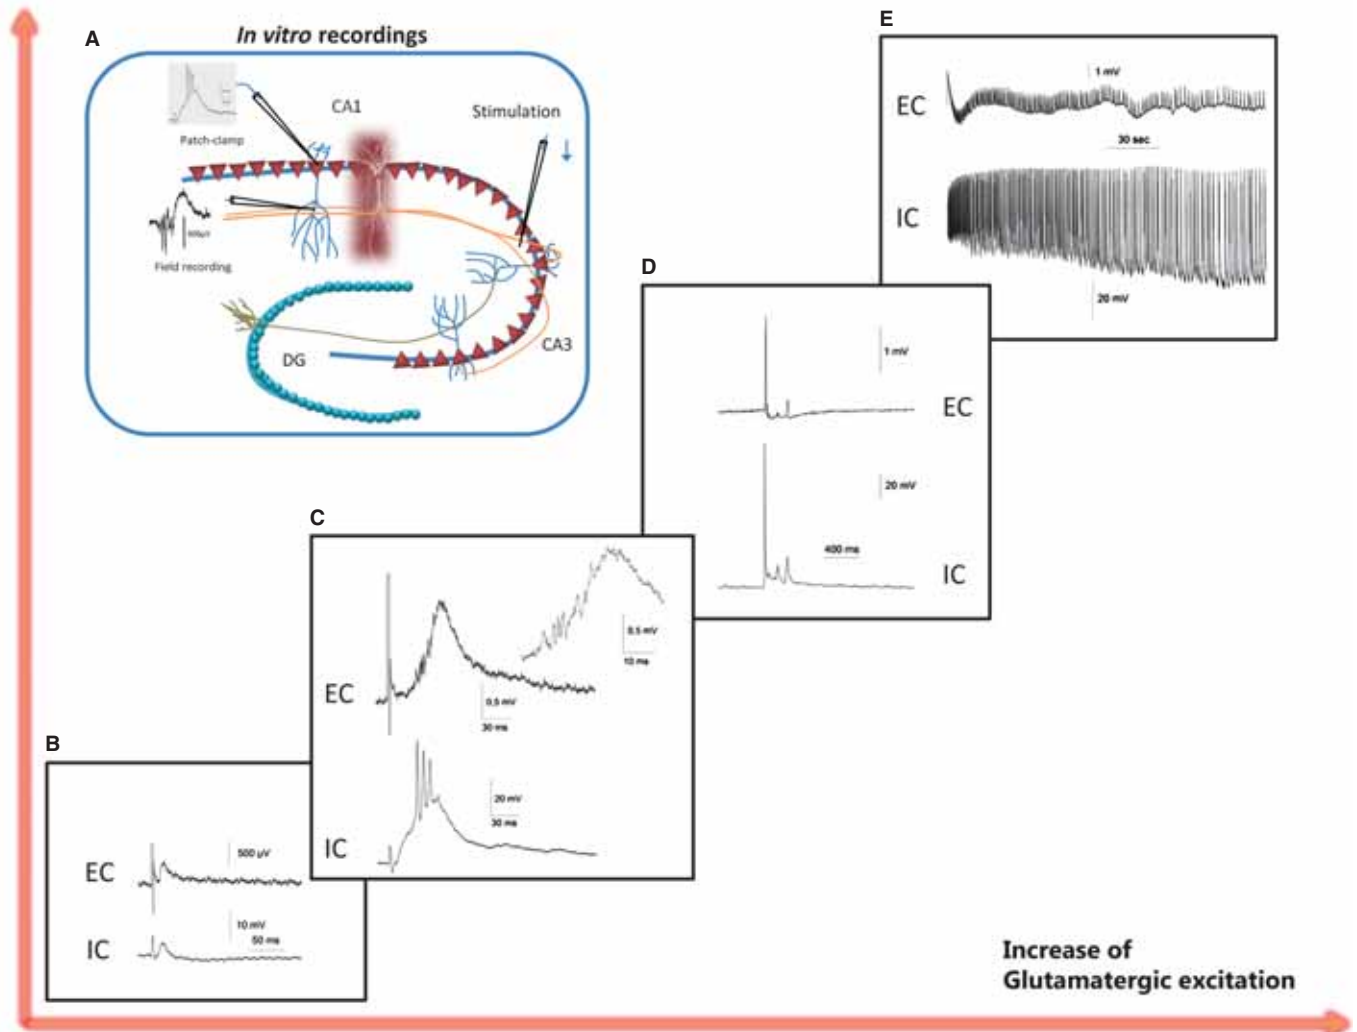 A
In vitro recordings
CA1
Stimulation
Patch-clamp
Field recording
DG
CA3
E
EC
1 mV
30 sec
IC
20 mV
D
1 mV
EC
20 mV
400 ms
IC
C
0.5 mV
10 ms
EC
0.5 mV
30 ms
20 mV
30 ms
IC
B
EC
500 µV
10 mV
50 ms
IC
Increase of
Glutamatergic excitation